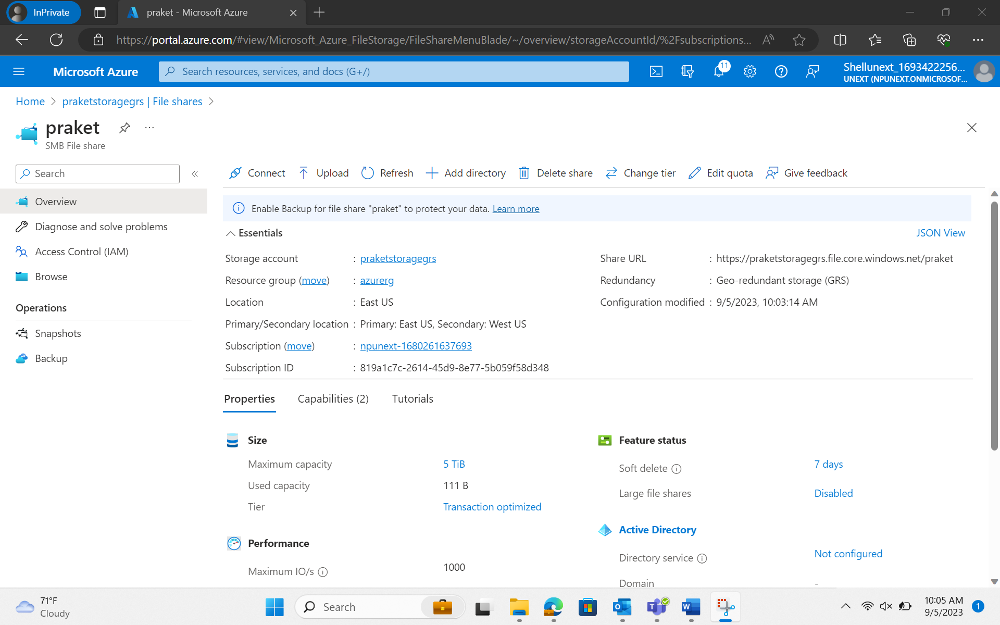 InPrivate
praket - Microsoft Azure
https://portal.azure.com/#view/Microsoft_Azure_FileStorage/FileShareMenuBlade/~/overview/storageAccountId/%2Fsubscriptions...
Microsoft Azure
Search resources, services, and docs (G+/)
11
Shellunext_1693422256...
UNEXT (NPUNEXT.ONMICROSOF...
Home > praketstoragegrs | File shares >
praket
SMB File share
Search
Connect Upload Refresh Add directory Delete share Change tier Edit quota Give feedback
Overview
Diagnose and solve problems
Access Control (IAM)
Browse
Operations
Snapshots
Backup
Enable Backup for file share "praket" to protect your data. Learn more
Essentials
JSON View
Storage account : praketstoragegrs
Resource group (move) : azurerg
Location : East US
Primary/Secondary location : Primary: East US, Secondary: West US
Subscription (move) : npunext-1680261637693
Subscription ID : 819a1c7c-2614-45d9-8e77-5b059f58d348
Share URL : https://praketstoragegrs.file.core.windows.net/praket
Redundancy : Geo-redundant storage (GRS)
Configuration modified : 9/5/2023, 10:03:14 AM
Properties Capabilities (2) Tutorials
Size
Maximum capacity 5 TiB
Used capacity 111 B
Tier Transaction optimized
Performance
Maximum IO/s 1000
Feature status
Soft delete 7 days
Large file shares Disabled
Active Directory
Directory service Not configured
Domain -
71°F
Cloudy
Search
10:05 AM
9/5/2023
1